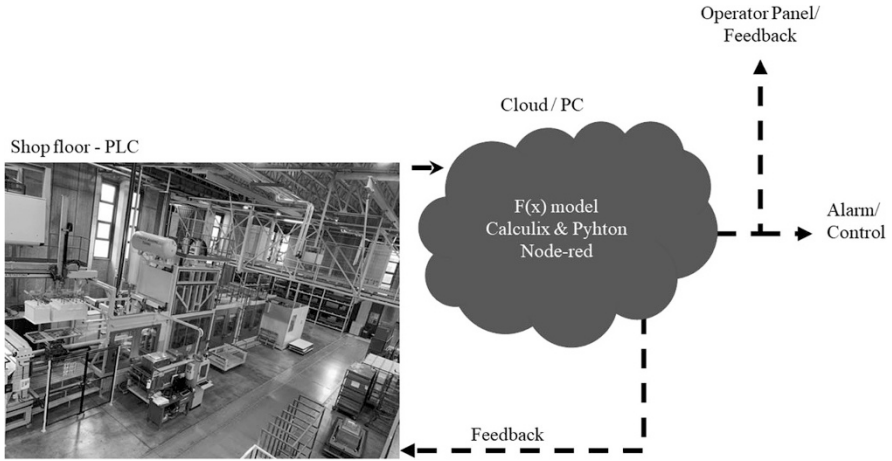 Operator Panel/
Feedback
Cloud / PC
Shop floor - PLC
F(x) model
Calculix & Pyhton
Node-red
Alarm/
Control
Feedback